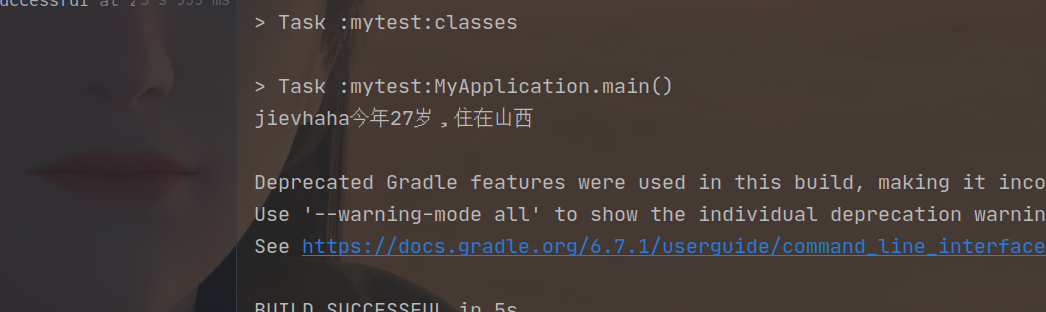 > Task :mytest:classes
> Task :mytest:MyApplication.main()
jievhaha今年27岁，住在山西
Deprecated Gradle features were used in this build, making it inco
Use '--warning-mode all' to show the individual deprecation warnin
See https://docs.gradle.org/6.7.1/userguide/command_line_interface
BUILD SUCCESSFUL in 5s